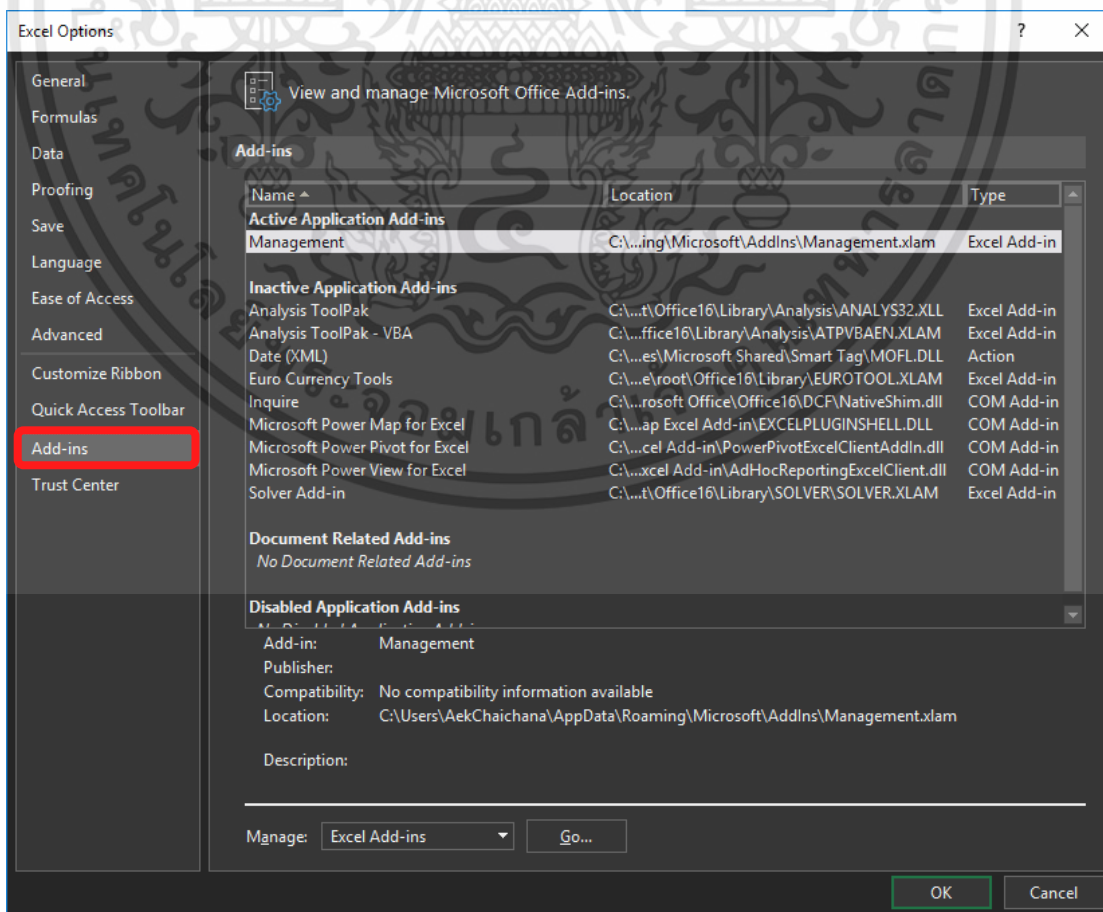 Excel Options
?
General
Formulas
Data
Proofing
Save
Language
Ease of Access
Advanced
Customize Ribbon
Quick Access Toolbar
Add-ins
Trust Center
View and manage Microsoft Office Add-ins.
Add-ins
Name Location Type
Active Application Add-ins
Management C:\...ing\Microsoft\AddIns\Management.xlam Excel Add-in
Inactive Application Add-ins
Analysis ToolPak C:\...t\Office16\Library\Analysis\ANALYS32.XLL Excel Add-in
Analysis ToolPak - VBA C:\...ffice16\Library\Analysis\ATPVBAEN.XLAM Excel Add-in
Date (XML) C:\...es\Microsoft Shared\Smart Tag\MOFL.DLL Action
Euro Currency Tools C:\...e\root\Office16\Library\EUROTOOL.XLAM Excel Add-in
Inquire C:\...rosoft Office\Office16\DCF\NativeShim.dll COM Add-in
Microsoft Power Map for Excel C:\...ap Excel Add-in\EXCELPLUGINSHELL.DLL COM Add-in
Microsoft Power Pivot for Excel C:\...cel Add-in\PowerPivotExcelClientAddIn.dll COM Add-in
Microsoft Power View for Excel C:\...xcel Add-in\AdHocReportingExcelClient.dll COM Add-in
Solver Add-in C:\...t\Office16\Library\SOLVER\SOLVER.XLAM Excel Add-in
Document Related Add-ins
No Document Related Add-ins
Disabled Application Add-ins
Add-in: Management
Publisher:
Compatibility: No compatibility information available
Location: C:\Users\AekChaichana\AppData\Roaming\Microsoft\AddIns\Management.xlam
Description:
Manage: Excel Add-ins Go...
OK Cancel